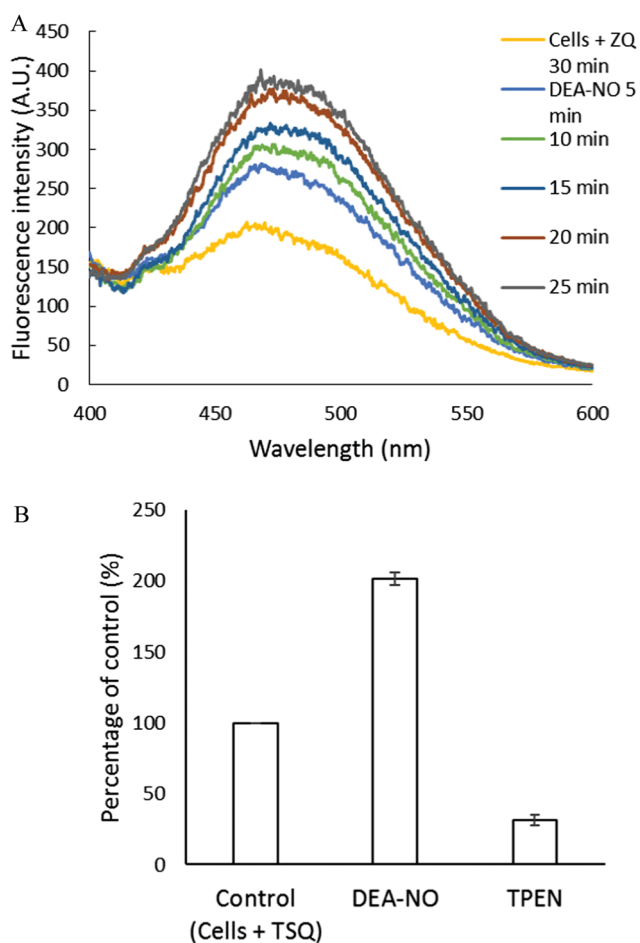 A
Fluorescence intensity (A.U.)
450
400
350
300
250
200
150
100
50
0
400
450
500
550
600
Wavelength (nm)
Cells + ZQ
30 min
DEA-NO 5
min
10 min
15 min
20 min
25 min
B
Percentage of control (%)
250
200
150
100
50
0
Control
(Cells + TSQ)
DEA-NO
TPEN